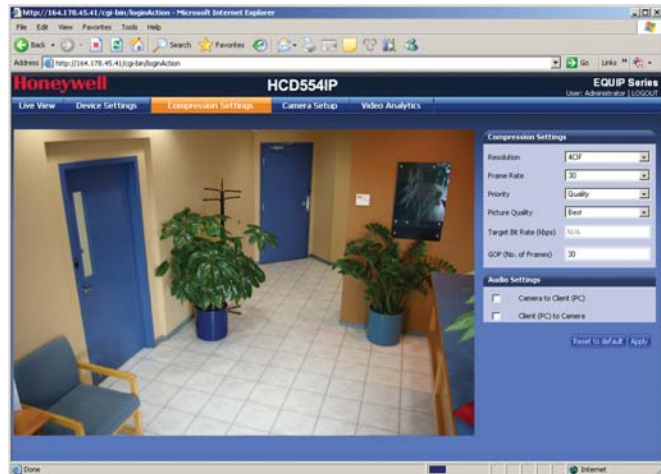 http://164.178.45.41/cgi-bin/loginAction - Microsoft Internet Explorer
File Edit View Favorites Tools Help
Back Search Favorites
Address http://164.178.45.41/cgi-bin/loginAction Go Links
Honeywell HCD554IP EQUIP Series
User: Administrator | LOGOUT
Live View Device Settings Compression Settings Camera Setup Video Analytics
Compression Settings
Resolution 4CIF
Frame Rate 30
Priority Quality
Picture Quality Best
Target Bit Rate (kbps) N/A
GOP (No. of Frames) 30
Audio Settings
Camera to Client (PC)
Client (PC) to Camera
Reset to default Apply
Done Internet